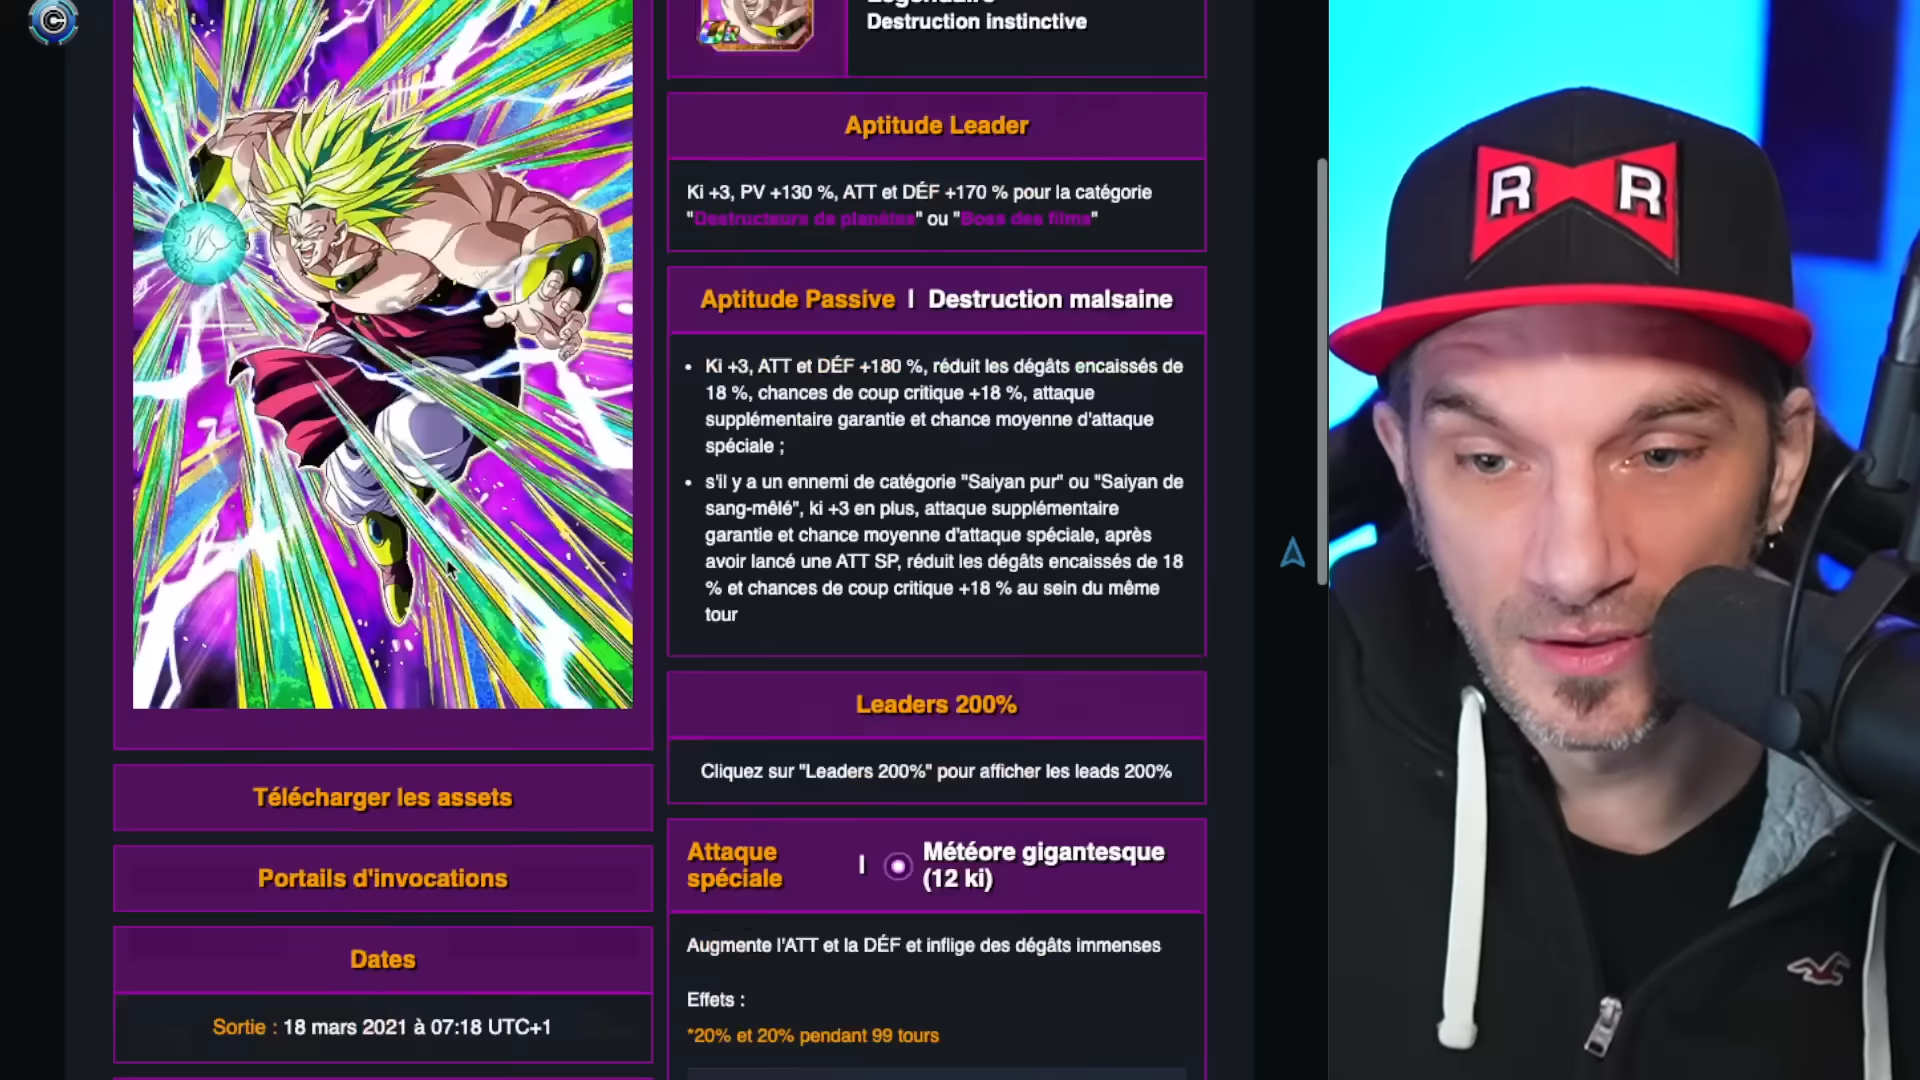 Légendaire
Destruction instinctive
UR
Aptitude Leader
Ki +3, PV +130 %, ATT et DÉF +170 % pour la catégorie
"Destructeurs de planètes" ou "Boss des films"
Aptitude Passive | Destruction malsaine
• Ki +3, ATT et DÉF +180 %, réduit les dégâts encaissés de
18 %, chances de coup critique +18 %, attaque
supplémentaire garantie et chance moyenne d'attaque
spéciale ;
• s'il y a un ennemi de catégorie "Saiyan pur" ou "Saiyan de
sang-mêlé", ki +3 en plus, attaque supplémentaire
garantie et chance moyenne d'attaque spéciale, après
avoir lancé une ATT SP, réduit les dégâts encaissés de 18
% et chances de coup critique +18 % au sein du même
tour
Leaders 200%
Cliquez sur "Leaders 200%" pour afficher les leads 200%
Attaque
spéciale
| Météore gigantesque
(12 ki)
Augmente l'ATT et la DÉF et inflige des dégâts immenses
Effets :
*20% et 20% pendant 99 tours
Télécharger les assets
Portails d'invocations
Dates
Sortie : 18 mars 2021 à 07:18 UTC+1
R R
C